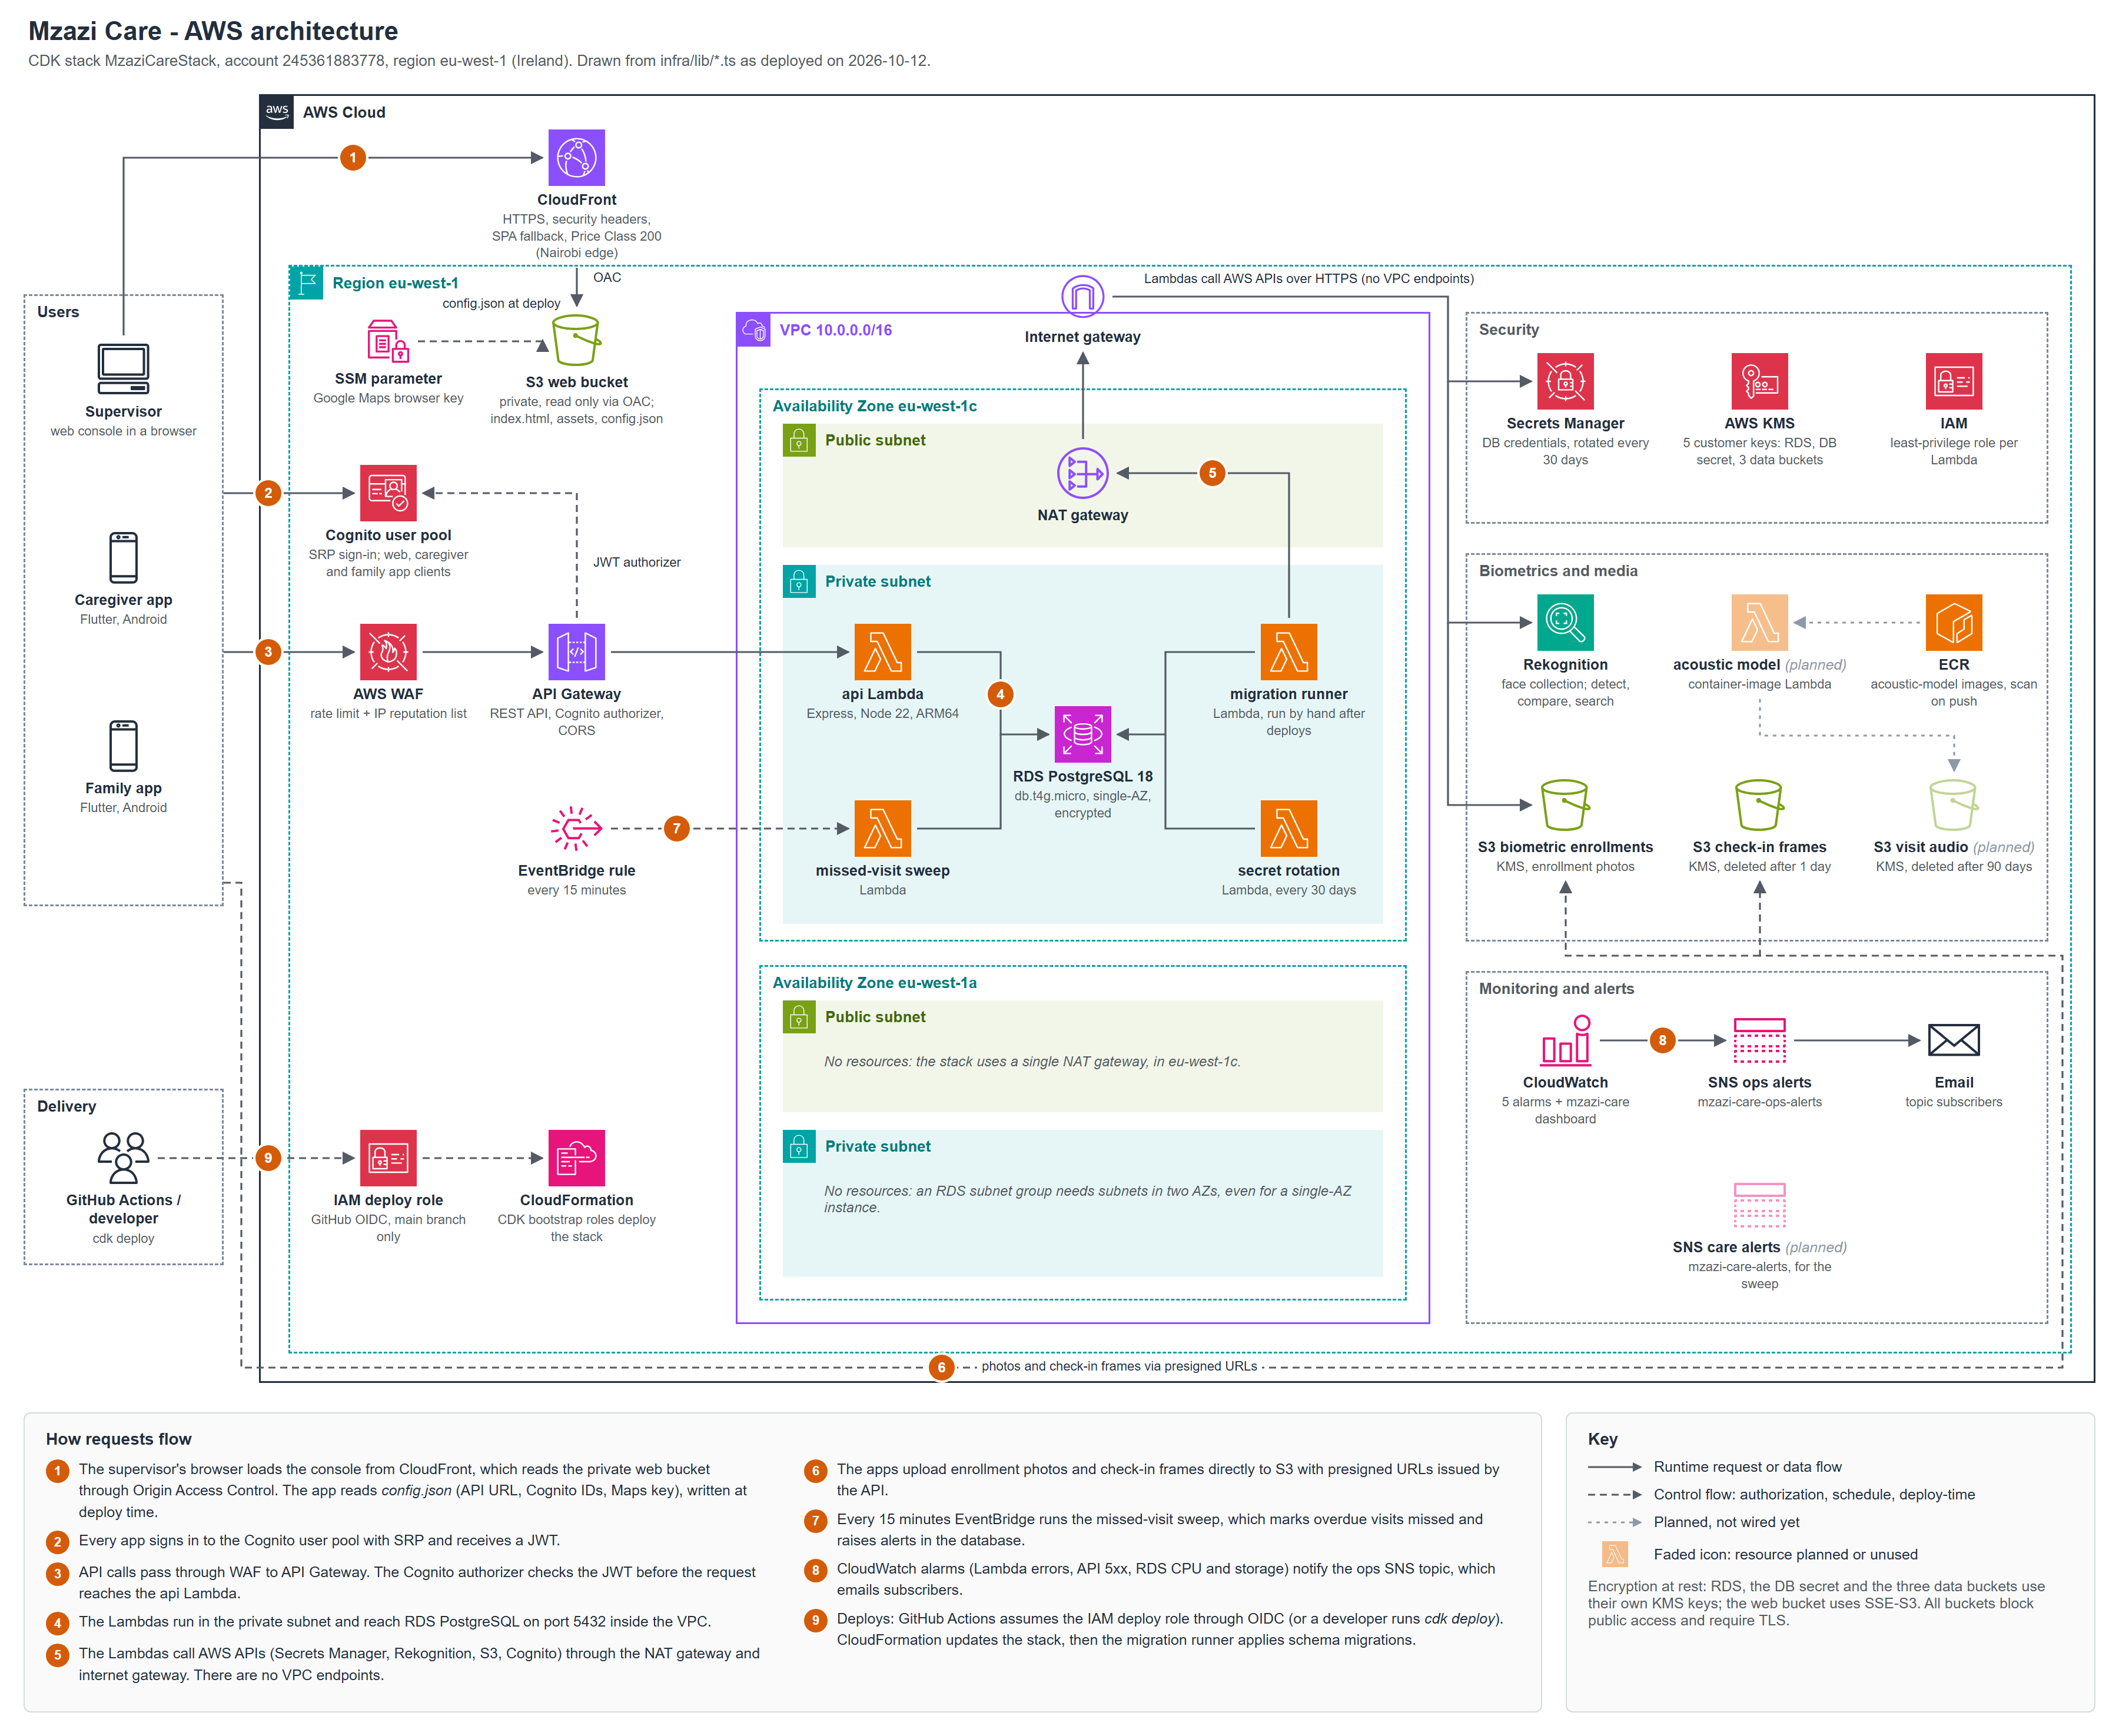 Mzazi Care - AWS architecture
CDK stack MzaziCareStack, account 245361883778, region eu-west-1 (Ireland). Drawn from infra/lib/*.ts as deployed on 2026-10-12.
aws
AWS Cloud
1
CloudFront
HTTPS, security headers,
SPA fallback, Price Class 200
(Nairobi edge)
OAC
Region eu-west-1
config.json at deploy
SSM parameter
Google Maps browser key
S3 web bucket
private, read only via OAC;
index.html, assets, config.json
Users
Supervisor
web console in a browser
Caregiver app
Flutter, Android
Family app
Flutter, Android
2
Cognito user pool
SRP sign-in; web, caregiver
and family app clients
JWT authorizer
3
AWS WAF
rate limit + IP reputation list
API Gateway
REST API, Cognito authorizer,
CORS
EventBridge rule
every 15 minutes
7
Internet gateway
Lambdas call AWS APIs over HTTPS (no VPC endpoints)
VPC 10.0.0.0/16
Availability Zone eu-west-1c
Public subnet
NAT gateway
5
Private subnet
api Lambda
Express, Node 22, ARM64
4
migration runner
Lambda, run by hand after
deploys
RDS PostgreSQL 18
db.t4g.micro, single-AZ,
encrypted
missed-visit sweep
Lambda
secret rotation
Lambda, every 30 days
Availability Zone eu-west-1a
Public subnet
No resources: the stack uses a single NAT gateway, in eu-west-1c.
Private subnet
No resources: an RDS subnet group needs subnets in two AZs, even for a single-AZ
instance.
Security
Secrets Manager
DB credentials, rotated every
30 days
AWS KMS
5 customer keys: RDS, DB
secret, 3 data buckets
IAM
least-privilege role per
Lambda
Biometrics and media
Rekognition
face collection; detect,
compare, search
acoustic model (planned)
container-image Lambda
ECR
acoustic-model images, scan
on push
S3 biometric enrollments
KMS, enrollment photos
S3 check-in frames
KMS, deleted after 1 day
S3 visit audio (planned)
KMS, deleted after 90 days
Monitoring and alerts
CloudWatch
5 alarms + mzazi-care
dashboard
8
SNS ops alerts
mzazi-care-ops-alerts
Email
topic subscribers
SNS care alerts (planned)
mzazi-care-alerts, for the
sweep
Delivery
GitHub Actions /
developer
cdk deploy
9
IAM deploy role
GitHub OIDC, main branch
only
CloudFormation
CDK bootstrap roles deploy
the stack
6
photos and check-in frames via presigned URLs
How requests flow
1 The supervisor's browser loads the console from CloudFront, which reads the private web bucket
through Origin Access Control. The app reads config.json (API URL, Cognito IDs, Maps key), written at
deploy time.
2 Every app signs in to the Cognito user pool with SRP and receives a JWT.
3 API calls pass through WAF to API Gateway. The Cognito authorizer checks the JWT before the request
reaches the api Lambda.
4 The Lambdas run in the private subnet and reach RDS PostgreSQL on port 5432 inside the VPC.
5 The Lambdas call AWS APIs (Secrets Manager, Rekognition, S3, Cognito) through the NAT gateway and
internet gateway. There are no VPC endpoints.
6 The apps upload enrollment photos and check-in frames directly to S3 with presigned URLs issued by
the API.
7 Every 15 minutes EventBridge runs the missed-visit sweep, which marks overdue visits missed and
raises alerts in the database.
8 CloudWatch alarms (Lambda errors, API 5xx, RDS CPU and storage) notify the ops SNS topic, which
emails subscribers.
9 Deploys: GitHub Actions assumes the IAM deploy role through OIDC (or a developer runs cdk deploy).
CloudFormation updates the stack, then the migration runner applies schema migrations.
Key
Runtime request or data flow
Control flow: authorization, schedule, deploy-time
Planned, not wired yet
Faded icon: resource planned or unused
Encryption at rest: RDS, the DB secret and the three data buckets use
their own KMS keys; the web bucket uses SSE-S3. All buckets block
public access and require TLS.